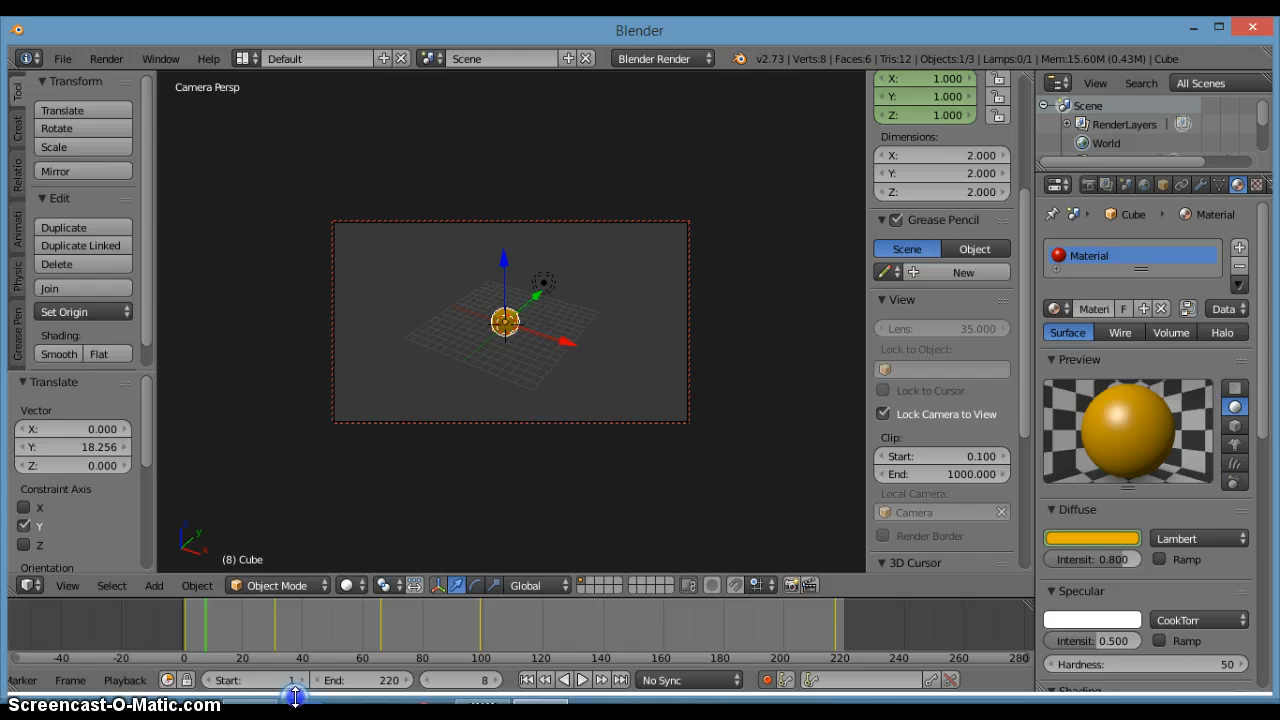 Blender
File Render Window Help Default Scene Blender Render v2.73 | Verts:8 | Faces:6 | Tris:12 | Objects:1/3 | Lamps:0/1 | Mem:15.60M (0.43M) | Cube
Tool
Creat
Relatio
Animati
Physic
Grease Pen
Transform
Translate
Rotate
Scale
Mirror
Edit
Duplicate
Duplicate Linked
Delete
Join
Set Origin
Shading:
Smooth Flat
Translate
Vector
X: 0.000
Y: 18.256
Z: 0.000
Constraint Axis
X
Y
Z
Orientation
Camera Persp
(8) Cube
X: 1.000
Y: 1.000
Z: 1.000
Dimensions:
X: 2.000
Y: 2.000
Z: 2.000
Grease Pencil
Scene Object
New
View
Lens: 35.000
Lock to Object:
Lock to Cursor
Lock Camera to View
Clip:
Start: 0.100
End: 1000.000
Local Camera:
Camera
Render Border
3D Cursor
View Search All Scenes
Scene
RenderLayers
World
Cube Material
Material
Materi F Data
Surface Wire Volume Halo
Preview
Diffuse
Lambert
Intensit: 0.800 Ramp
Specular
CookTorr
Intensit: 0.500 Ramp
Hardness: 50
View Select Add Object Object Mode Global
-40 -20 0 20 40 60 80 100 120 140 160 180 200 220 240 260 280
Marker Frame Playback Start: 1 End: 220 8 No Sync
Screencast-O-Matic.com